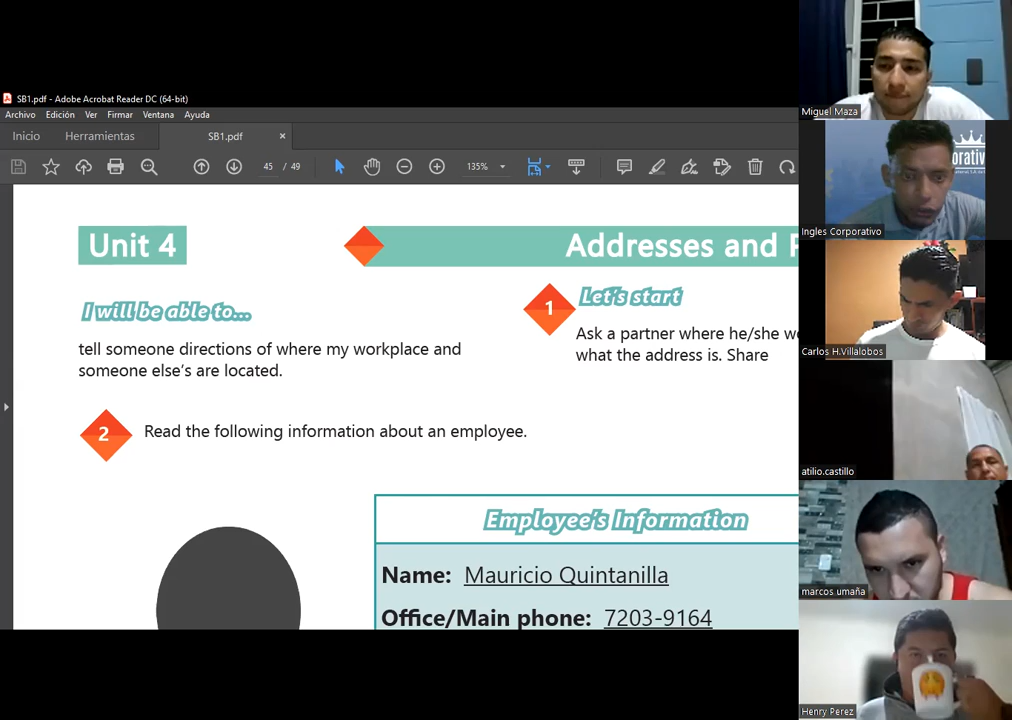 SB1.pdf - Adobe Acrobat Reader DC (64-bit)
Archivo Edición Ver Firmar Ventana Ayuda
Inicio Herramientas SB1.pdf ×
45 / 49 135%
Unit 4
Addresses and P
I will be able to...
1 Let's start
tell someone directions of where my workplace and
someone else's are located.
Ask a partner where he/she wo
what the address is. Share
2 Read the following information about an employee.
Employee's Information
Name: Mauricio Quintanilla
Office/Main phone: 7203-9164
Miguel Maza
orativ
Ingles Corporativo
Carlos H.Villalobos
atilio.castillo
marcos umaña
Henry Perez